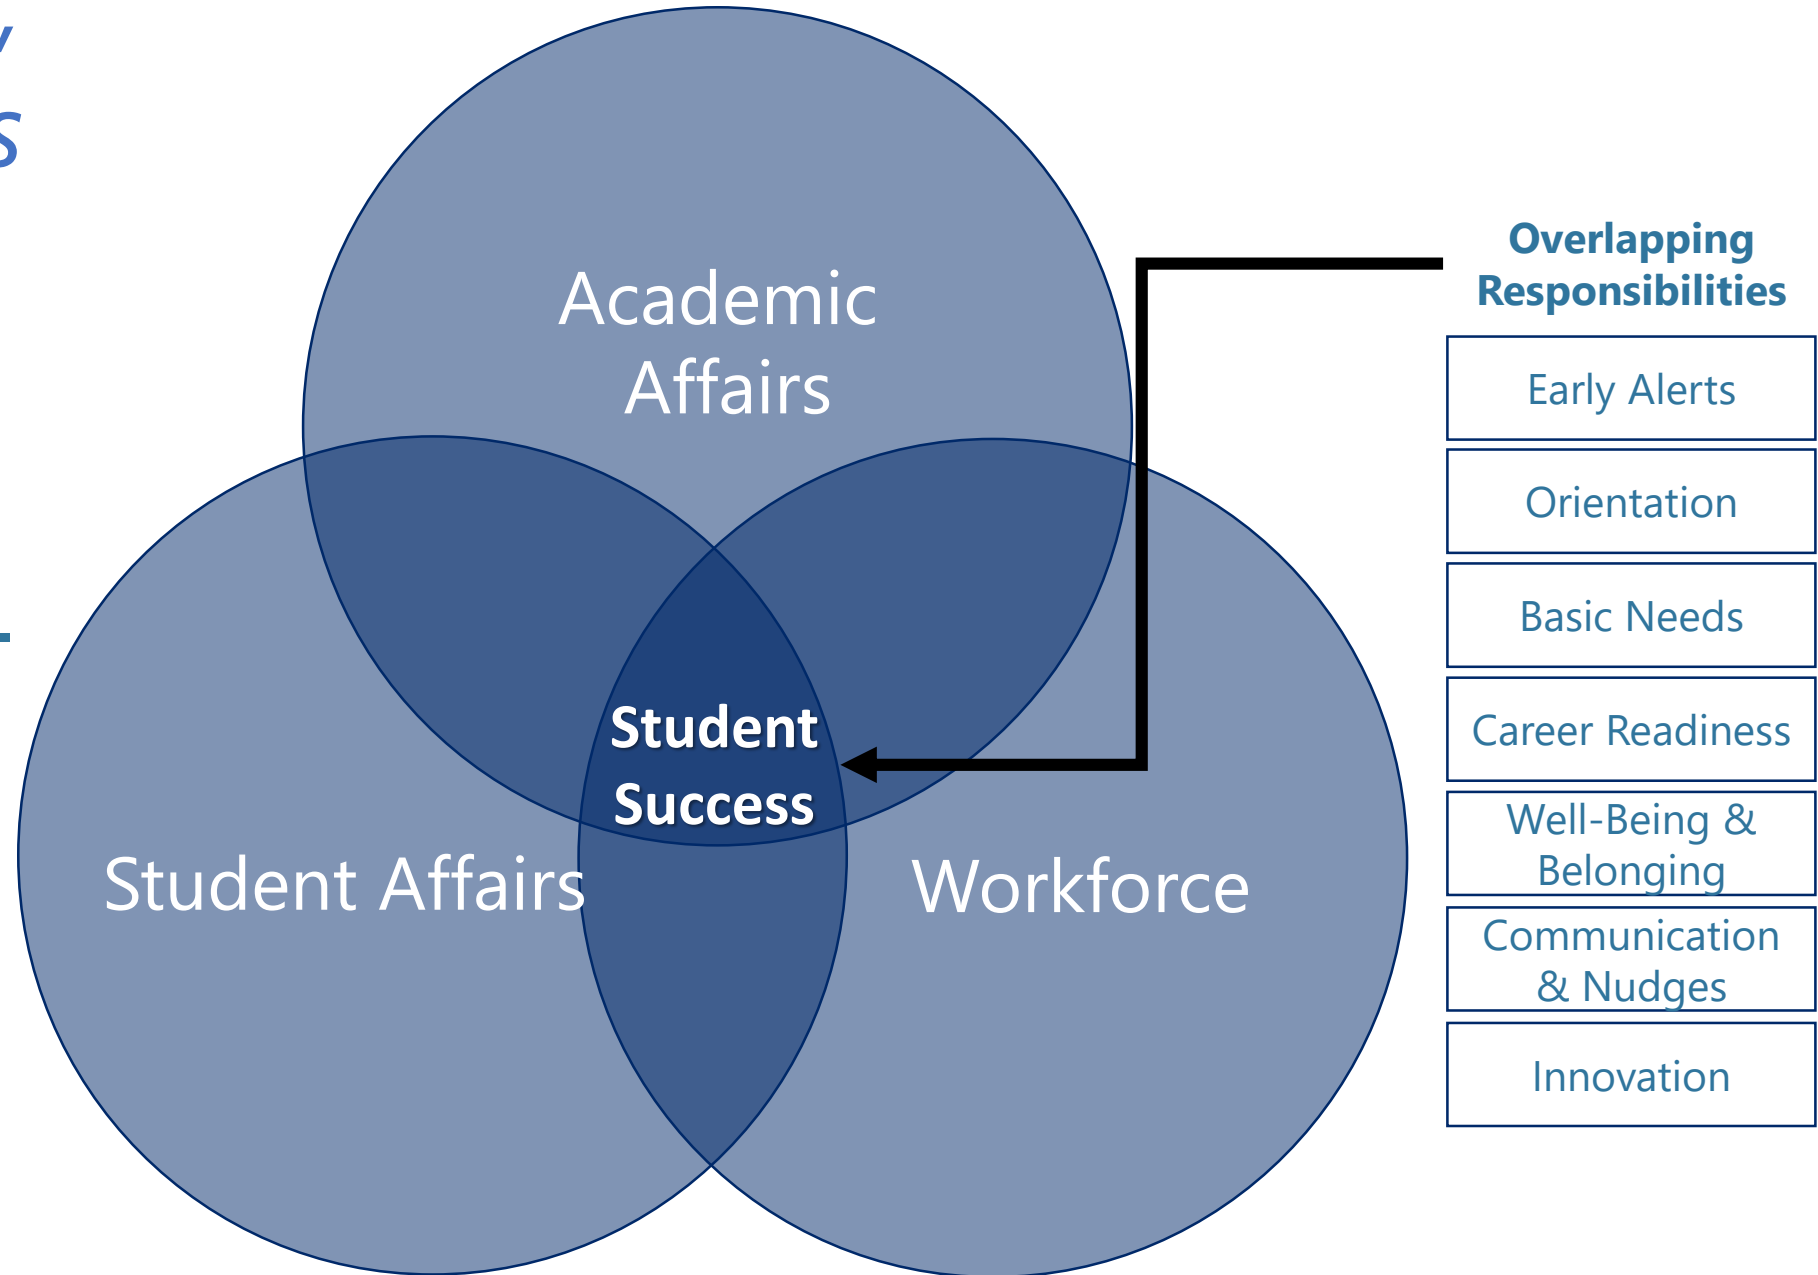 Academic
Affairs
Student
Success
Student Affairs
Workforce
Overlapping
Responsibilities
Early Alerts
Orientation
Basic Needs
Career Readiness
Well-Being &
Belonging
Communication
& Nudges
Innovation